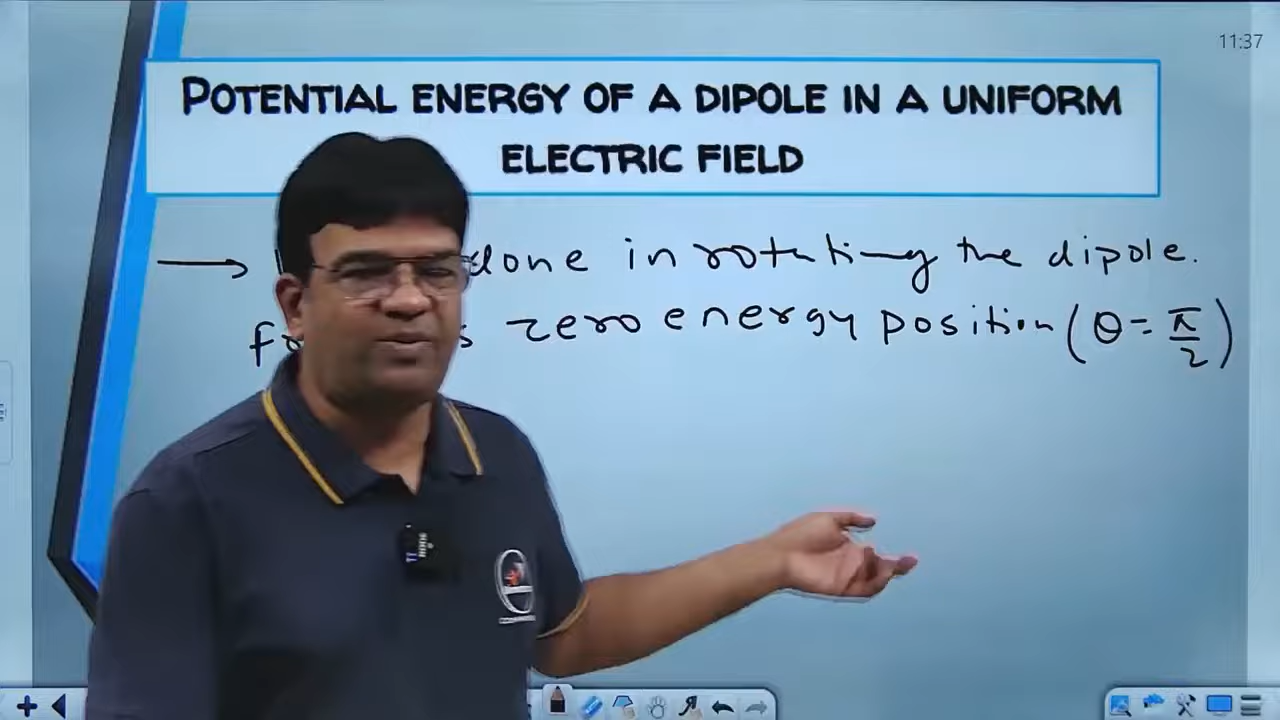 11:37
POTENTIAL ENERGY OF A DIPOLE IN A UNIFORM
ELECTRIC FIELD
done in rotating the dipole.
zero energy position (θ = π/2)
RODE